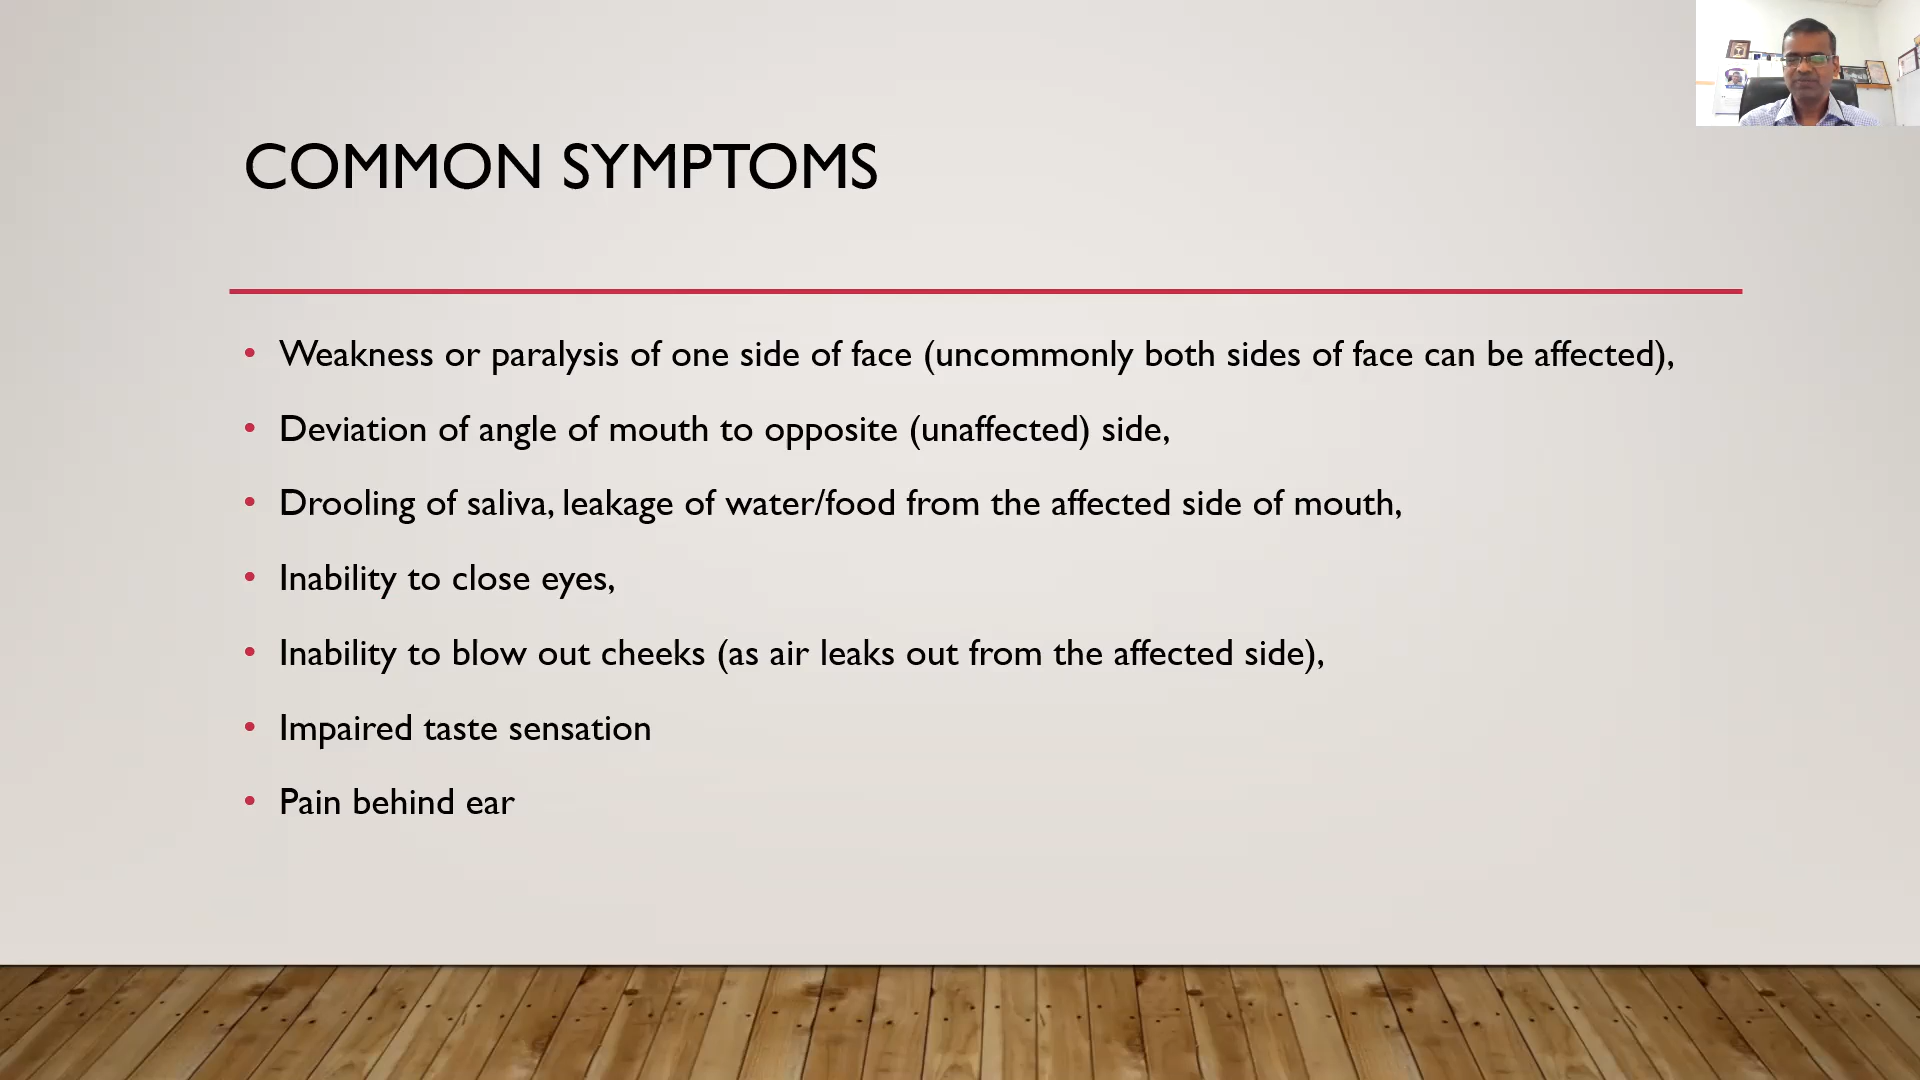 COMMON SYMPTOMS
• Weakness or paralysis of one side of face (uncommonly both sides of face can be affected),
• Deviation of angle of mouth to opposite (unaffected) side,
• Drooling of saliva, leakage of water/food from the affected side of mouth,
• Inability to close eyes,
• Inability to blow out cheeks (as air leaks out from the affected side),
• Impaired taste sensation
• Pain behind ear